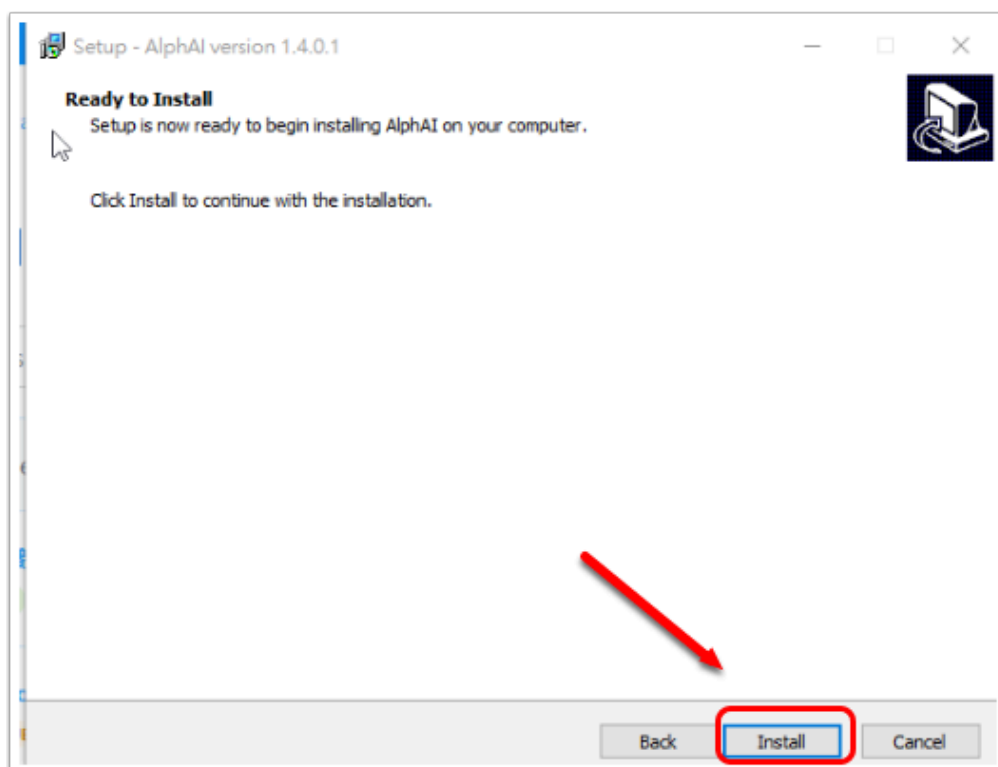 Setup - AlphAI version 1.4.0.1
Ready to Install
Setup is now ready to begin installing AlphAI on your computer.
Click Install to continue with the installation.
Back Install Cancel